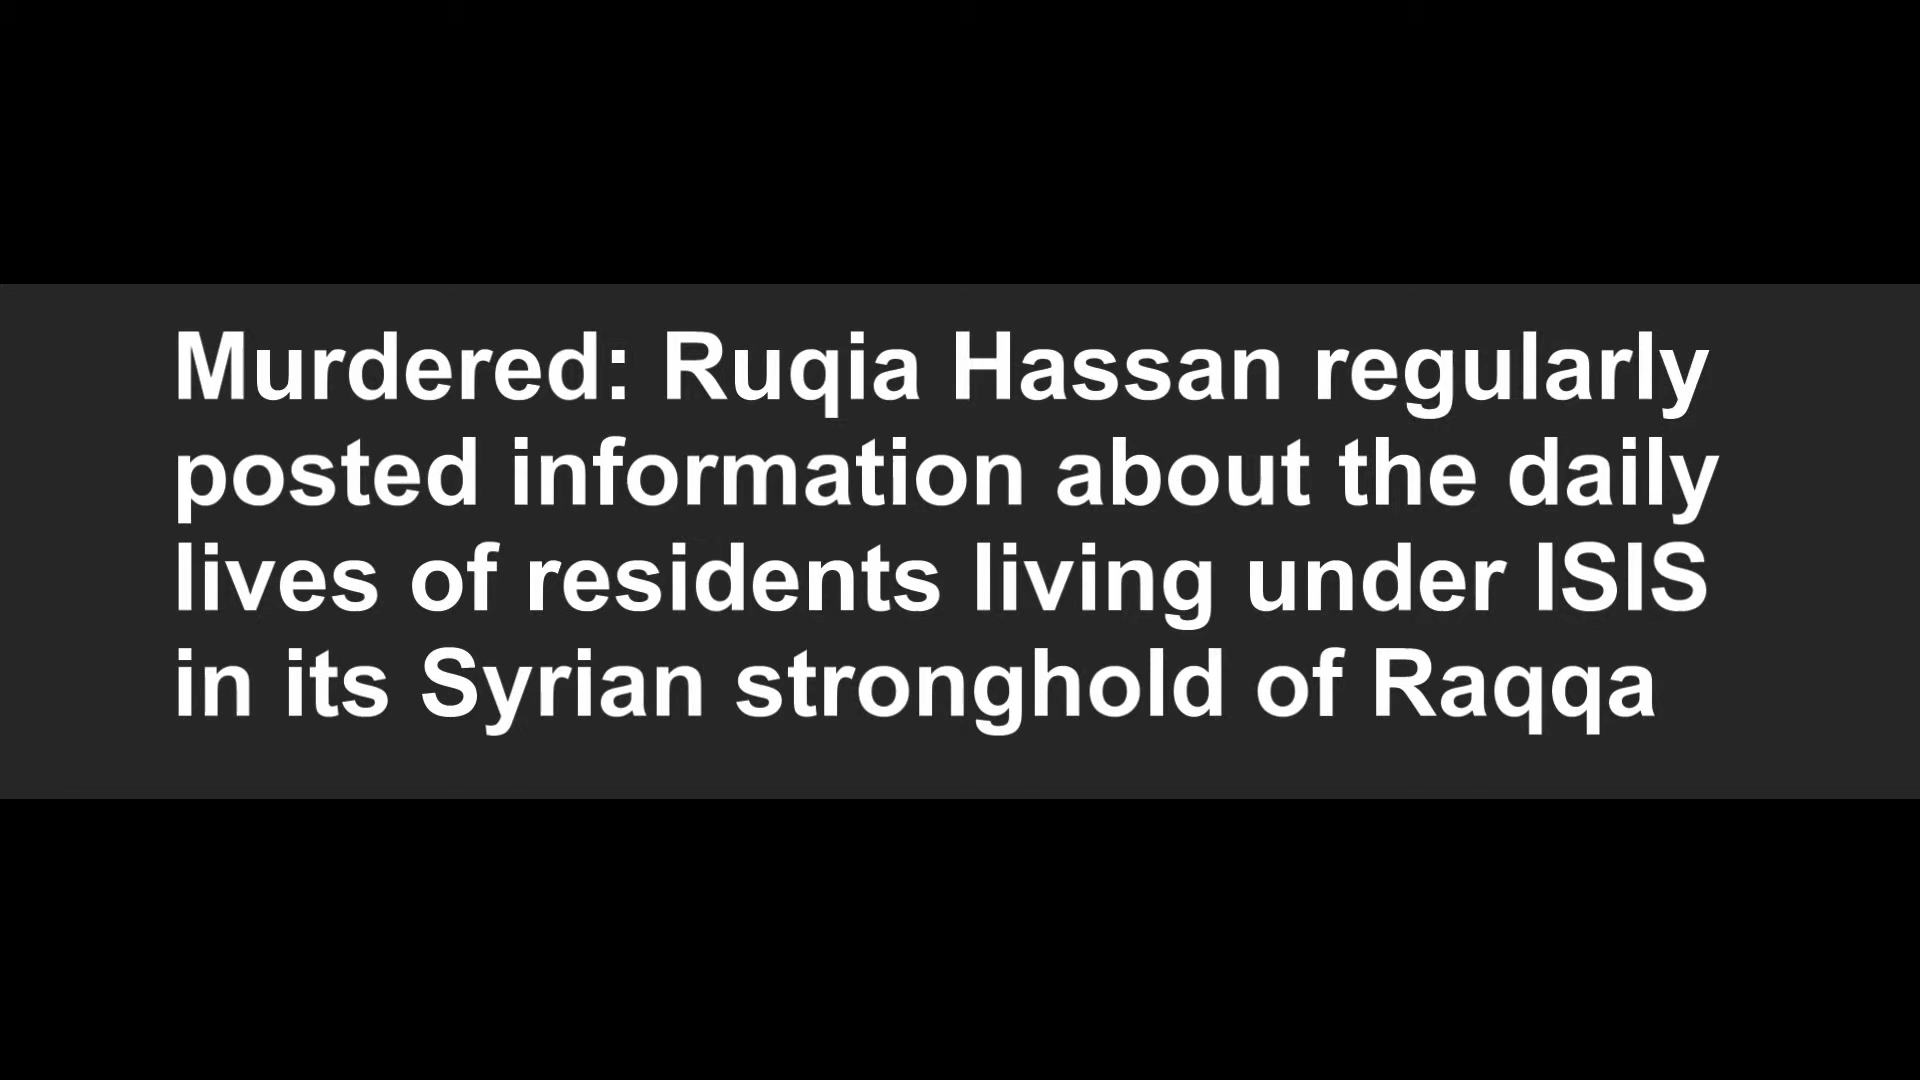 Murdered: Ruqia Hassan regularly
posted information about the daily
lives of residents living under ISIS
in its Syrian stronghold of Raqqa